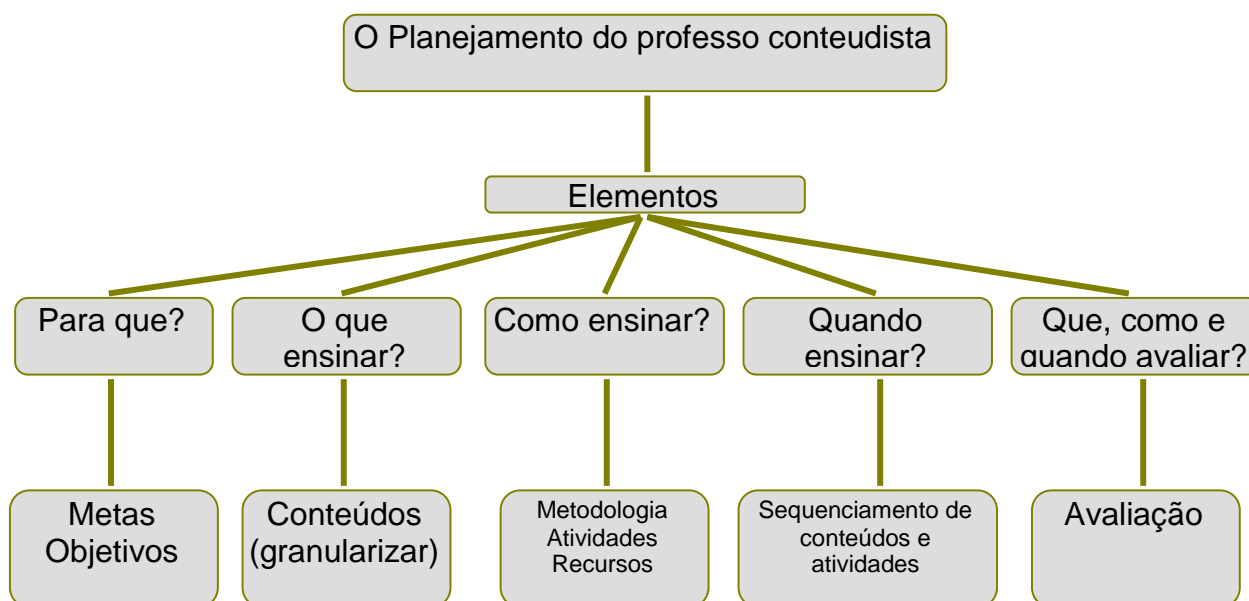 O Planejamento do professo conteudista
Elementos
Para que?
O que
ensinar?
Como ensinar?
Quando
ensinar?
Que, como e
quando avaliar?
Metas
Objetivos
Conteúdos
(granularizar)
Metodologia
Atividades
Recursos
Sequenciamento de
conteúdos e
atividades
Avaliação